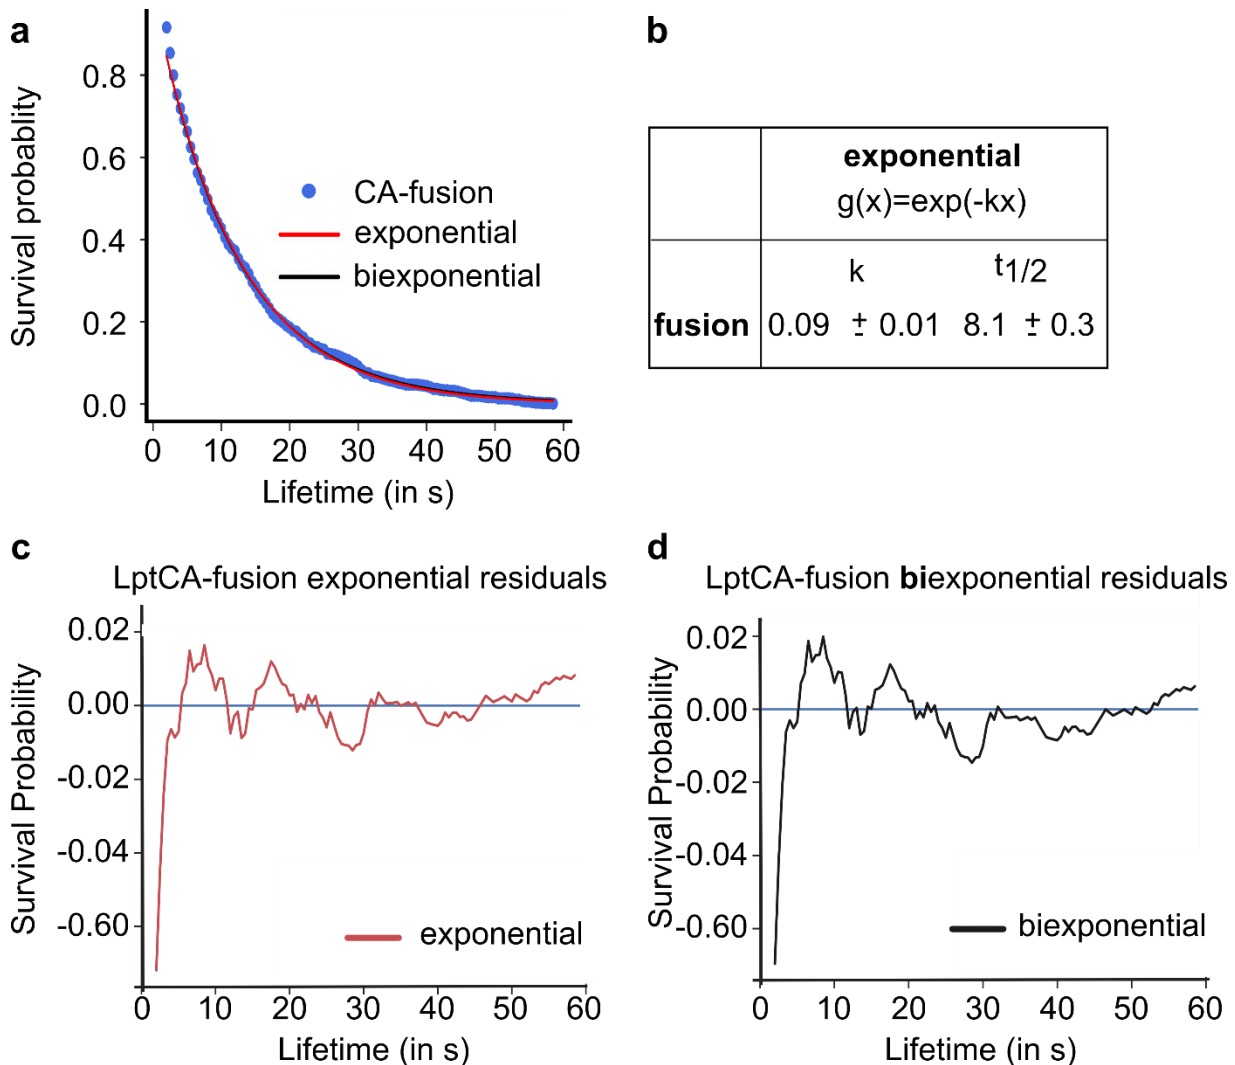 a
Survival probablity
0.8
0.6
0.4
0.2
0.0
CA-fusion
exponential
biexponential
0 10 20 30 40 50 60
Lifetime (in s)
b
exponential
g(x)=exp(-kx)
k t1/2
fusion 0.09 ± 0.01 8.1 ± 0.3
c
LptCA-fusion exponential residuals
Survival Probability
0.02
0.00
-0.02
-0.04
-0.60
exponential
0 10 20 30 40 50 60
Lifetime (in s)
d
LptCA-fusion biexponential residuals
Survival Probability
0.02
0.00
-0.02
-0.04
-0.60
biexponential
0 10 20 30 40 50 60
Lifetime (in s)